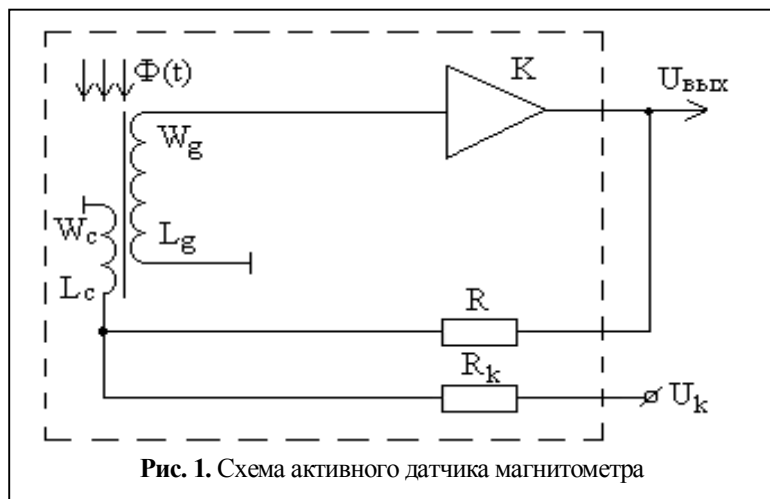 Φ(t)
K
Uвых
Wg
Wc
Lg
Lc
R
Rk
Uk
Рис. 1. Схема активного датчика магнитометра